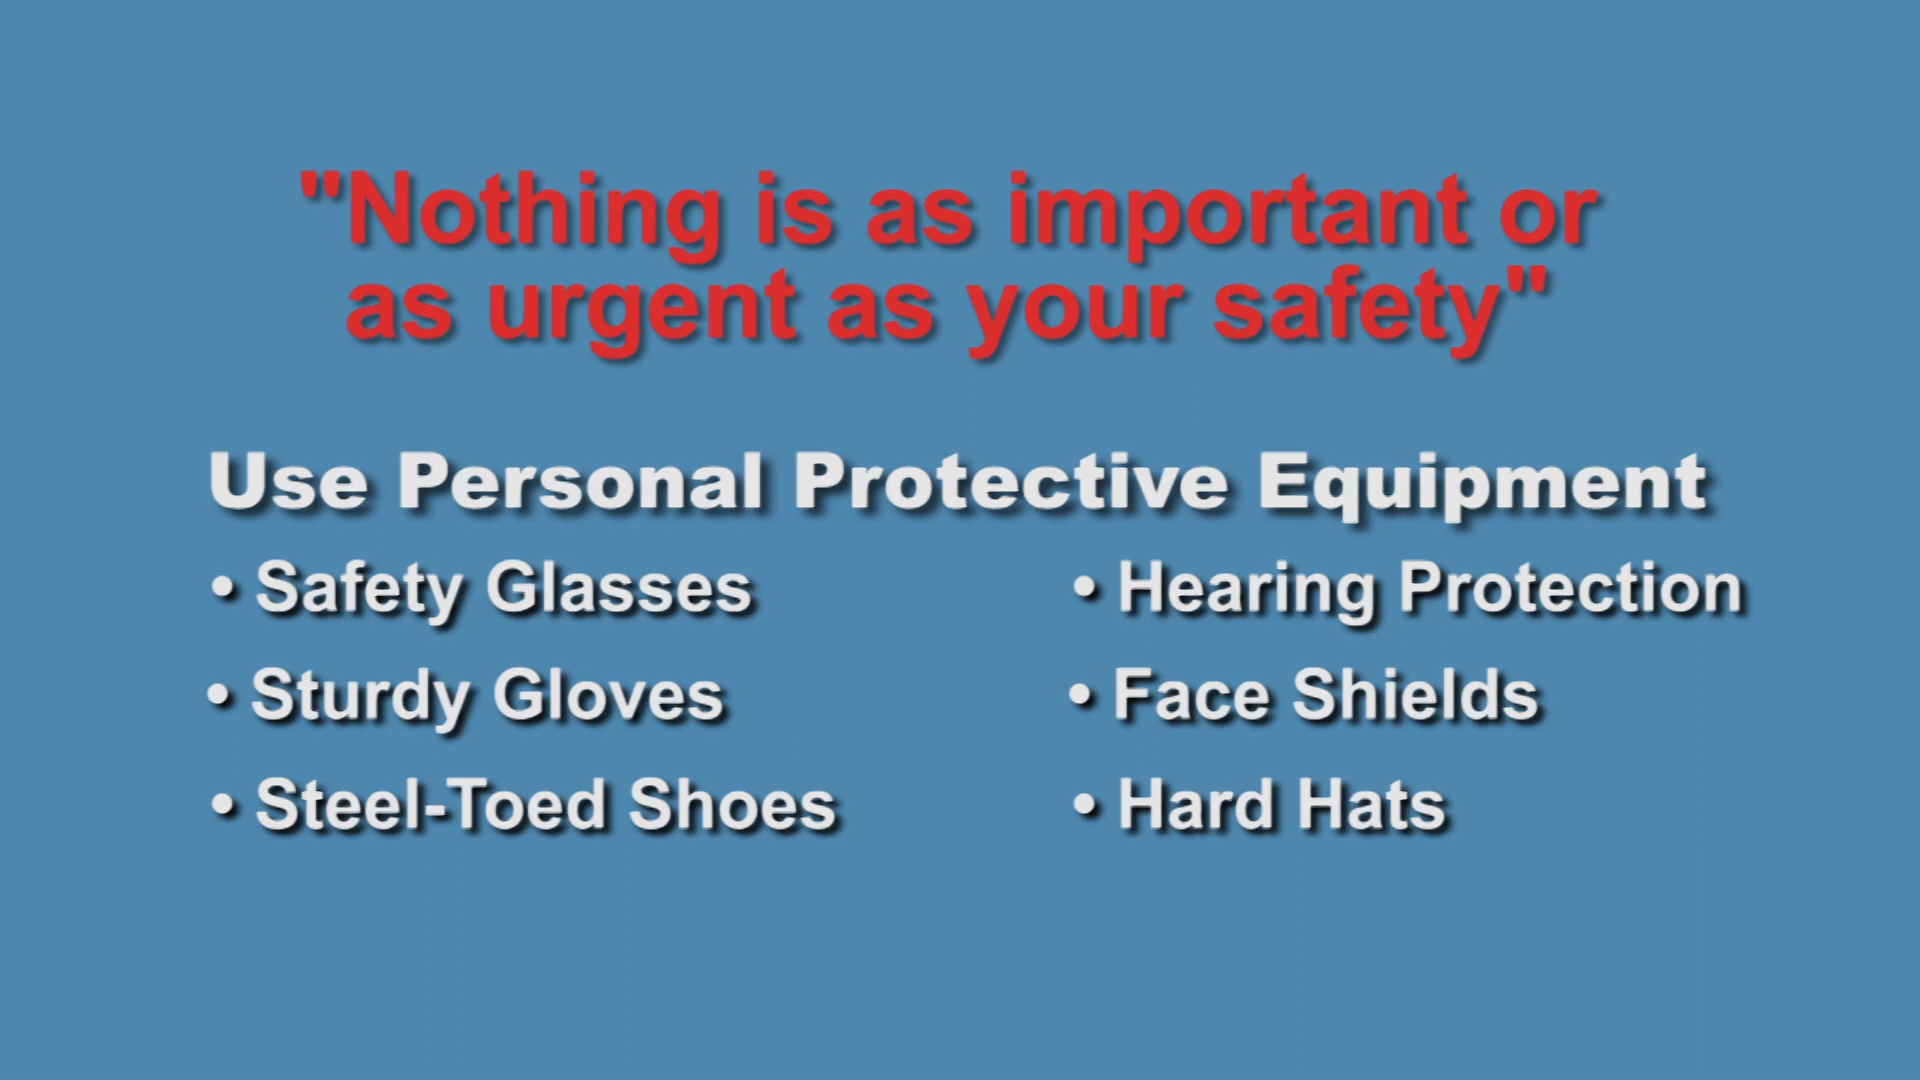 "Nothing is as important or
as urgent as your safety"
Use Personal Protective Equipment
• Safety Glasses
• Sturdy Gloves
• Steel-Toed Shoes
• Hearing Protection
• Face Shields
• Hard Hats